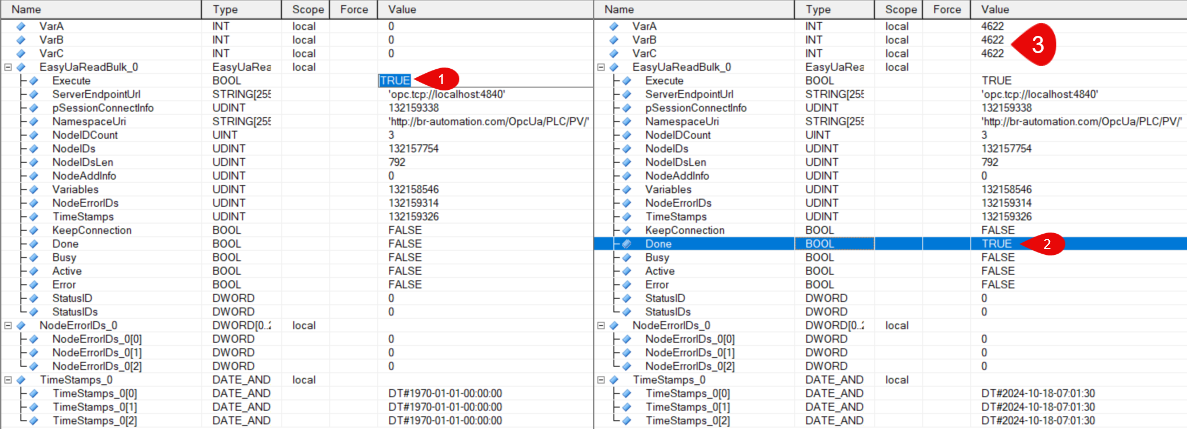 Name Type Scope Force Value
VarA INT local 0
VarB INT local 0
VarC INT local 0
EasyUaReadBulk_0 EasyUaRea local
Execute BOOL TRUE 1
ServerEndpointUrl STRING[255 'opc.tcp://localhost:4840'
pSessionConnectInfo UDINT 132159338
NamespaceUri STRING[255 'http://br-automation.com/OpcUa/PLC/PV/'
NodeIDCount UINT 3
NodeIDs UDINT 132157754
NodeIDsLen UDINT 792
NodeAddInfo UDINT 0
Variables UDINT 132158546
NodeErrorIDs UDINT 132159314
TimeStamps UDINT 132159326
KeepConnection BOOL FALSE
Done BOOL FALSE
Busy BOOL FALSE
Active BOOL FALSE
Error BOOL FALSE
StatusID DWORD 0
StatusIDs DWORD 0
NodeErrorIDs_0 DWORD[0..2 local
NodeErrorIDs_0[0] DWORD 0
NodeErrorIDs_0[1] DWORD 0
NodeErrorIDs_0[2] DWORD 0
TimeStamps_0 DATE_AND local
TimeStamps_0[0] DATE_AND DT#1970-01-01-00:00:00
TimeStamps_0[1] DATE_AND DT#1970-01-01-00:00:00
TimeStamps_0[2] DATE_AND DT#1970-01-01-00:00:00
Name Type Scope Force Value
VarA INT local 4622
VarB INT local 4622 3
VarC INT local 4622
EasyUaReadBulk_0 EasyUaRea local
Execute BOOL TRUE
ServerEndpointUrl STRING[255 'opc.tcp://localhost:4840'
pSessionConnectInfo UDINT 132159338
NamespaceUri STRING[255 'http://br-automation.com/OpcUa/PLC/PV/'
NodeIDCount UINT 3
NodeIDs UDINT 132157754
NodeIDsLen UDINT 792
NodeAddInfo UDINT 0
Variables UDINT 132158546
NodeErrorIDs UDINT 132159314
TimeStamps UDINT 132159326
KeepConnection BOOL FALSE
Done BOOL TRUE 2
Busy BOOL FALSE
Active BOOL FALSE
Error BOOL FALSE
StatusID DWORD 0
StatusIDs DWORD 0
NodeErrorIDs_0 DWORD[0..2 local
NodeErrorIDs_0[0] DWORD 0
NodeErrorIDs_0[1] DWORD 0
NodeErrorIDs_0[2] DWORD 0
TimeStamps_0 DATE_AND local
TimeStamps_0[0] DATE_AND DT#2024-10-18-07:01:30
TimeStamps_0[1] DATE_AND DT#2024-10-18-07:01:30
TimeStamps_0[2] DATE_AND DT#2024-10-18-07:01:30